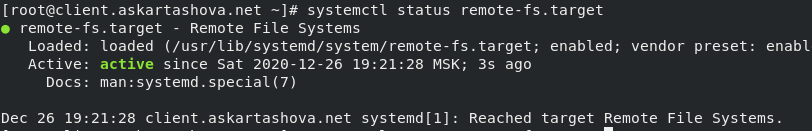 [root@client.askartashova.net ~]# systemctl status remote-fs.target
● remote-fs.target - Remote File Systems
   Loaded: loaded (/usr/lib/systemd/system/remote-fs.target; enabled; vendor preset: enabl
   Active: active since Sat 2020-12-26 19:21:28 MSK; 3s ago
     Docs: man:systemd.special(7)

Dec 26 19:21:28 client.askartashova.net systemd[1]: Reached target Remote File Systems.